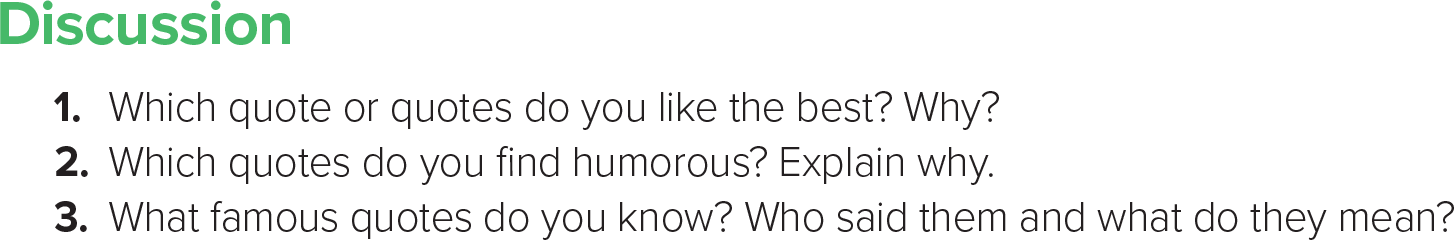 Discussion
1. Which quote or quotes do you like the best? Why?
2. Which quotes do you find humorous? Explain why.
3. What famous quotes do you know? Who said them and what do they mean?